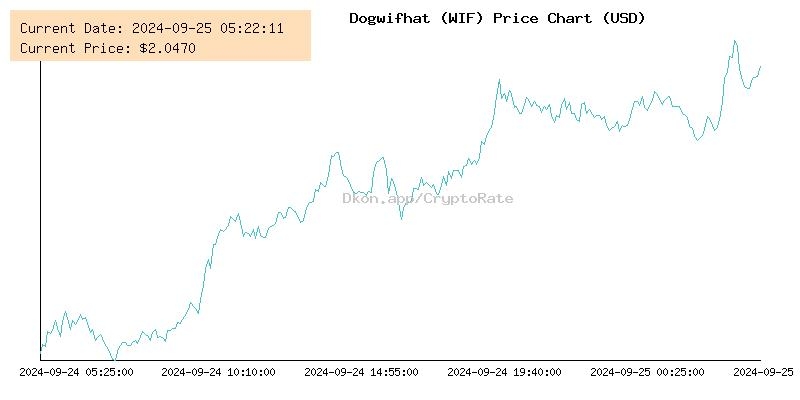 Dogwifhat (WIF) Price Chart (USD)
Current Date: 2024-09-25 05:22:11
Current Price: $2.0470
Dkon.app/CryptoRate
2024-09-24 05:25:00 2024-09-24 10:10:00 2024-09-24 14:55:00 2024-09-24 19:40:00 2024-09-25 00:25:00 2024-09-25